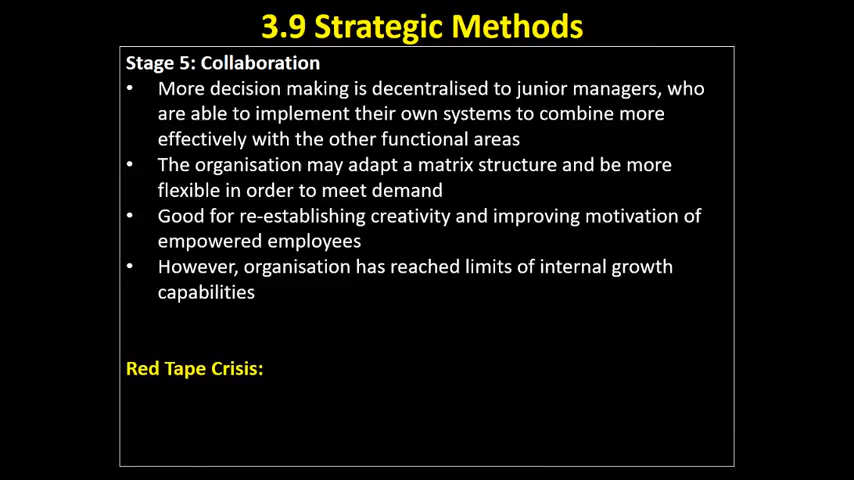 3.9 Strategic Methods
Stage 5: Collaboration
• More decision making is decentralised to junior managers, who
are able to implement their own systems to combine more
effectively with the other functional areas
• The organisation may adapt a matrix structure and be more
flexible in order to meet demand
• Good for re-establishing creativity and improving motivation of
empowered employees
• However, organisation has reached limits of internal growth
capabilities
Red Tape Crisis: